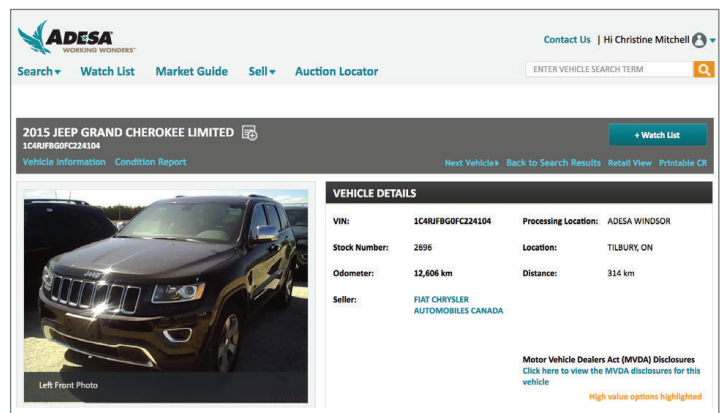 ADESA
WORKING WONDERS™
Contact Us | Hi Christine Mitchell
Search Watch List Market Guide Sell Auction Locator
ENTER VEHICLE SEARCH TERM
2015 JEEP GRAND CHEROKEE LIMITED
1C4RJFBG0FC224104
+ Watch List
Vehicle Information Condition Report
Next Vehicle Back to Search Results Retail View Printable CR
Jeep
Left Front Photo
VEHICLE DETAILS
VIN: 1C4RJFBG0FC224104 Processing Location: ADESA WINDSOR
Stock Number: 2696 Location: TILBURY, ON
Odometer: 12,606 km Distance: 314 km
Seller: FIAT CHRYSLER
AUTOMOBILES CANADA
Motor Vehicle Dealers Act (MVDA) Disclosures
Click here to view the MVDA disclosures for this
vehicle
High value options highlighted